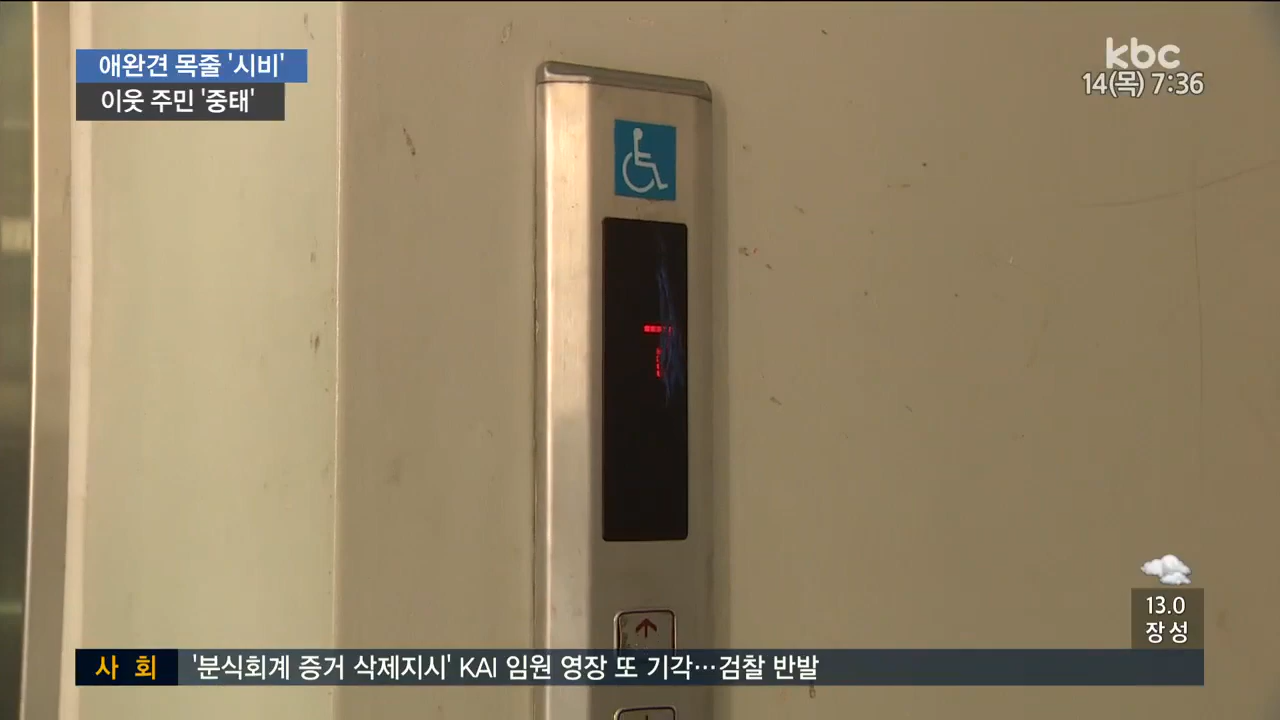 애완견 목줄 '시비'
이웃 주민 '중태'
kbc
14(목) 7:36
7
13.0
장성
사 회 '분식회계 증거 삭제지시' KAI 임원 영장 또 기각…검찰 반발